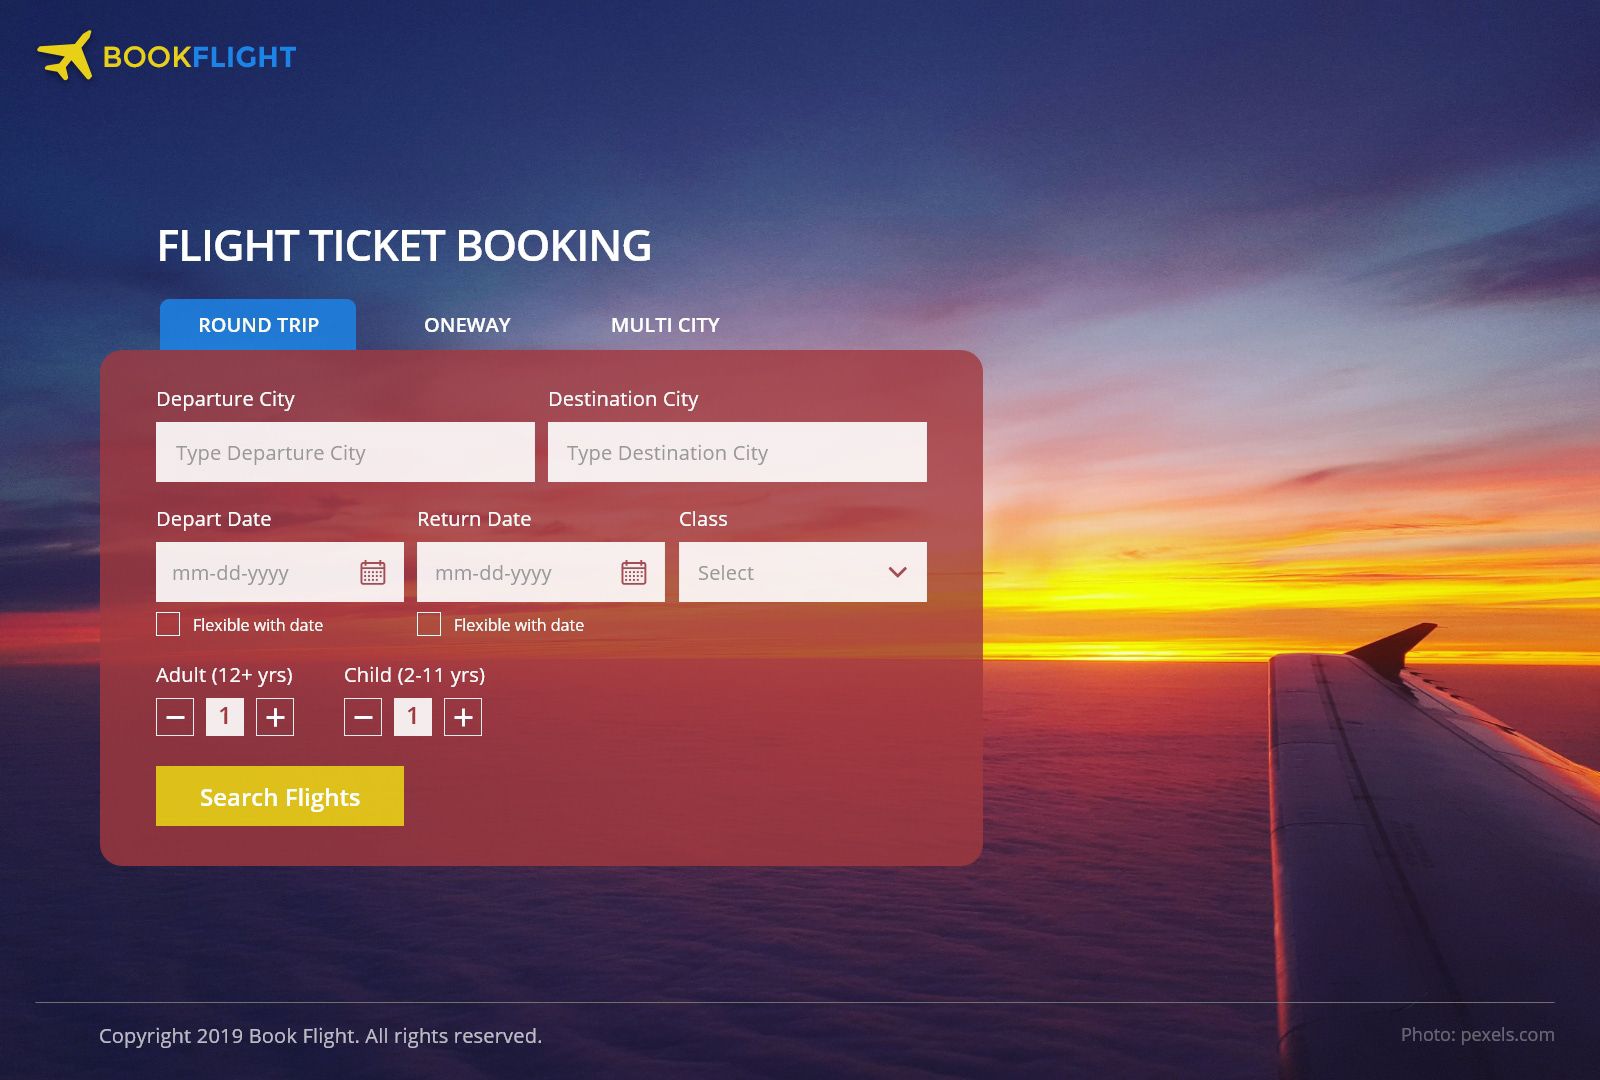 BOOKFLIGHT
FLIGHT TICKET BOOKING
ROUND TRIP ONEWAY MULTI CITY
Departure City Destination City
Type Departure City Type Destination City
Depart Date Return Date Class
mm-dd-yyyy mm-dd-yyyy Select
Flexible with date Flexible with date
Adult (12+ yrs) Child (2-11 yrs)
1 1
Search Flights
Copyright 2019 Book Flight. All rights reserved. Photo: pexels.com